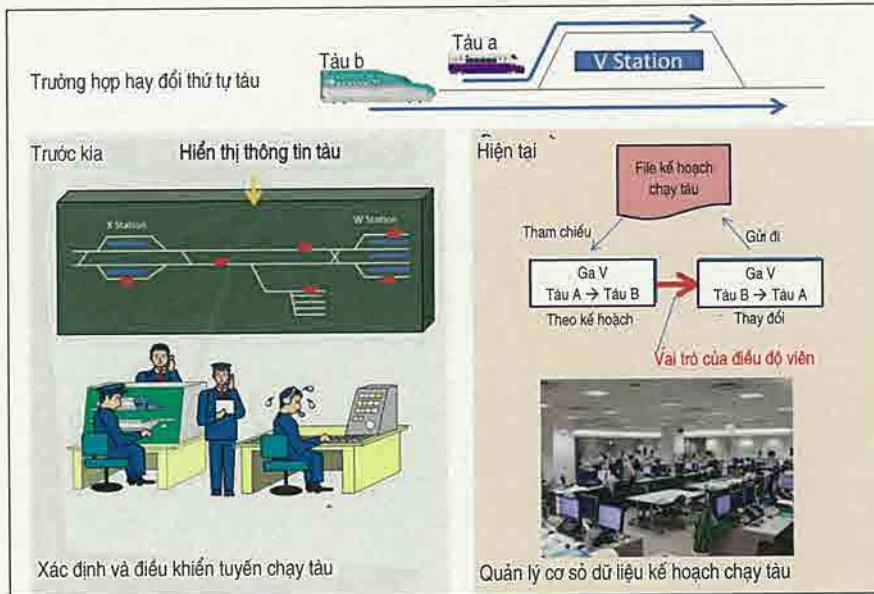 Tàu b
Tàu a
V Station
Trường hợp hay đổi thứ tự tàu
Trước kia
Hiển thị thông tin tàu
X Station
W Station
Xác định và điều khiển tuyến chạy tàu
Hiện tại
File kế hoạch
chạy tàu
Tham chiếu
Gửi đi
Ga V
Tàu A → Tàu B
Theo kế hoạch
Ga V
Tàu B → Tàu A
Thay đổi
Vai trò của điều độ viên
Quản lý cơ sỏ dữ liệu kế hoạch chạy tàu